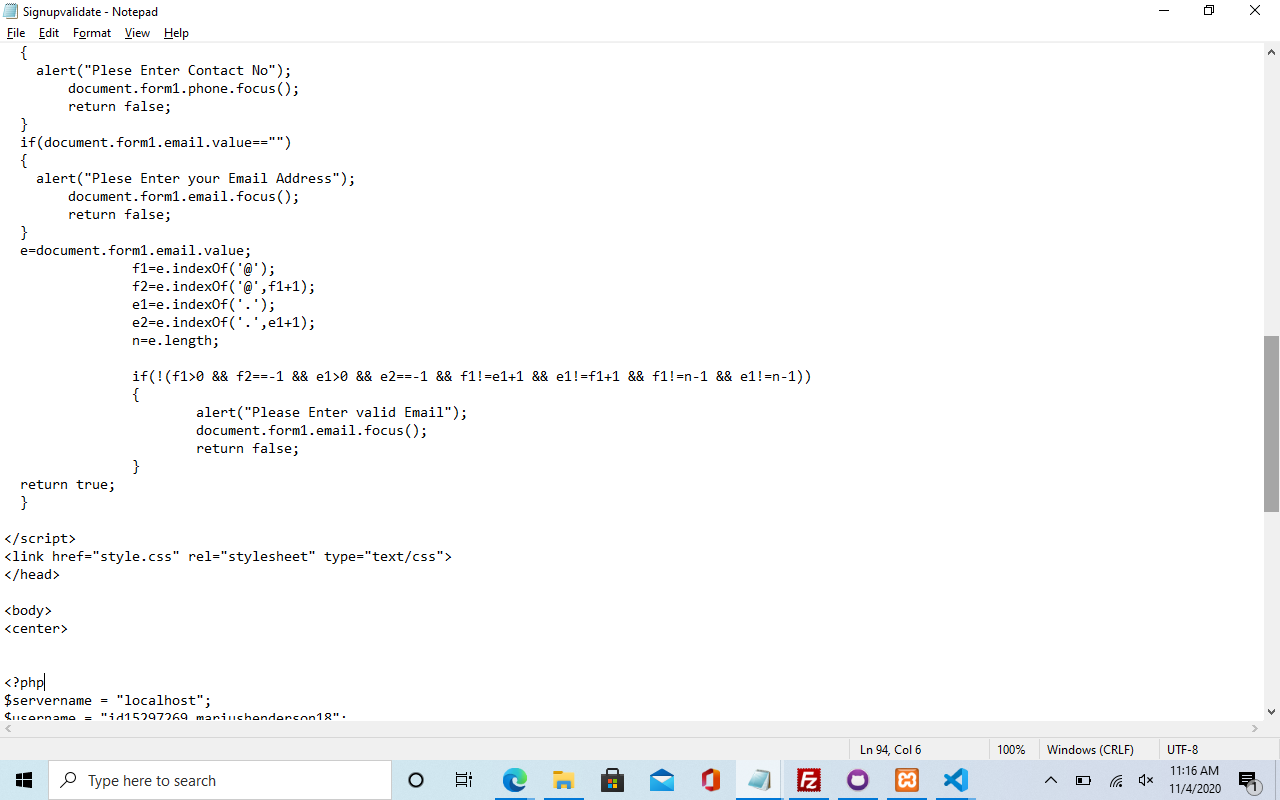 Signupvalidate - Notepad
File Edit Format View Help
{
alert("Plese Enter Contact No");
document.form1.phone.focus();
return false;
}
if(document.form1.email.value=="")
{
alert("Plese Enter your Email Address");
document.form1.email.focus();
return false;
}
e=document.form1.email.value;
f1=e.indexOf('@');
f2=e.indexOf('@',f1+1);
e1=e.indexOf('.');
e2=e.indexOf('.',e1+1);
n=e.length;
if(!(f1>0 && f2==-1 && e1>0 && e2==-1 && f1!=e1+1 && e1!=f1+1 && f1!=n-1 && e1!=n-1))
{
alert("Please Enter valid Email");
document.form1.email.focus();
return false;
}
return true;
}
</script>
<link href="style.css" rel="stylesheet" type="text/css">
</head>
<body>
<center>
<?php
$servername = "localhost";
$username = "id15297269_mariushenderson18";
Ln 94, Col 6 100% Windows (CRLF) UTF-8
Type here to search
11:16 AM
11/4/2020
1